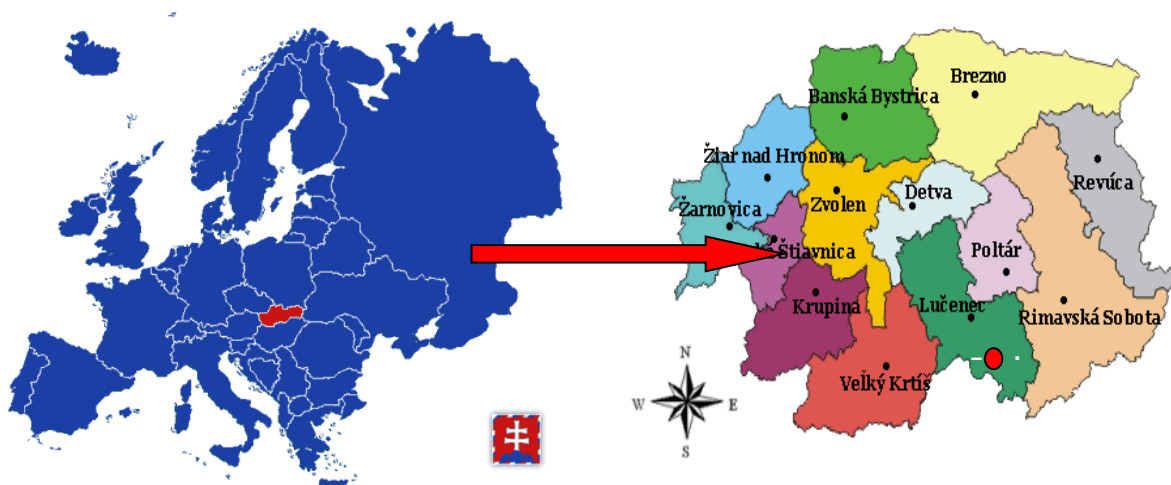 Brezno
Banská Bystrica
Žiar nad Hronom
Revúca
Detva
Zvolen
Žarnovica
Štiavnica
Poltár
Krupina
Lučenec
Rimavská Sobota
Veľký Krtíš
N
W
E
S